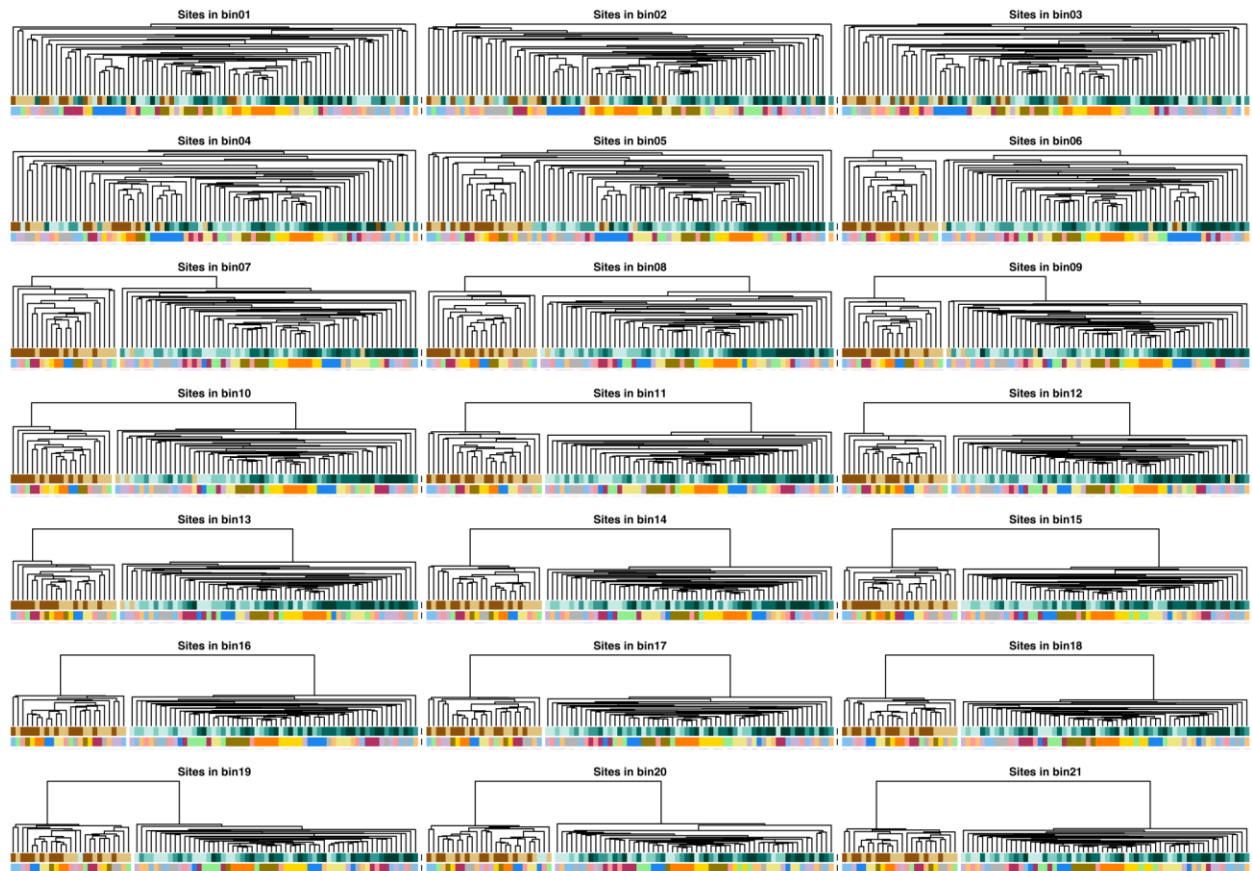 Sites in bin01
Sites in bin02
Sites in bin03
Sites in bin04
Sites in bin05
Sites in bin06
Sites in bin07
Sites in bin08
Sites in bin09
Sites in bin10
Sites in bin11
Sites in bin12
Sites in bin13
Sites in bin14
Sites in bin15
Sites in bin16
Sites in bin17
Sites in bin18
Sites in bin19
Sites in bin20
Sites in bin21